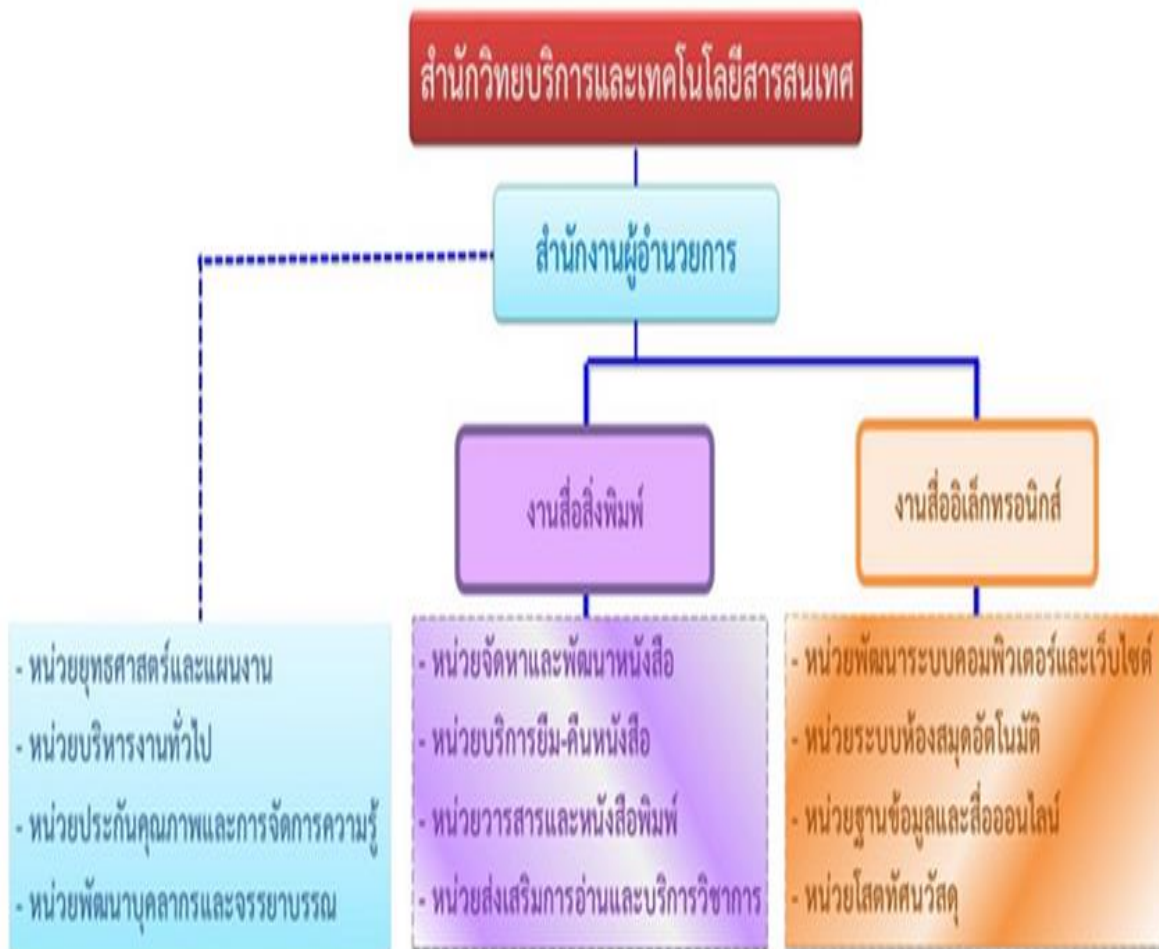 สำนักวิทยบริการและเทคโนโลยีสารสนเทศ
สำนักงานผู้อำนวยการ
งานสื่อสิ่งพิมพ์
งานสื่ออิเล็กทรอนิกส์
- หน่วยยุทธศาสตร์และแผนงาน
- หน่วยบริหารงานทั่วไป
- หน่วยประกันคุณภาพและการจัดการความรู้
- หน่วยพัฒนาบุคลากรและจรรยาบรรณ
- หน่วยจัดหาและพัฒนาหนังสือ
- หน่วยบริการยืม-คืนหนังสือ
- หน่วยวารสารและหนังสือพิมพ์
- หน่วยส่งเสริมการอ่านและบริการวิชาการ
- หน่วยพัฒนาระบบคอมพิวเตอร์และเว็บไซต์
- หน่วยระบบห้องสมุดอัตโนมัติ
- หน่วยฐานข้อมูลและสื่อออนไลน์
- หน่วยโสตทัศนวัสดุ